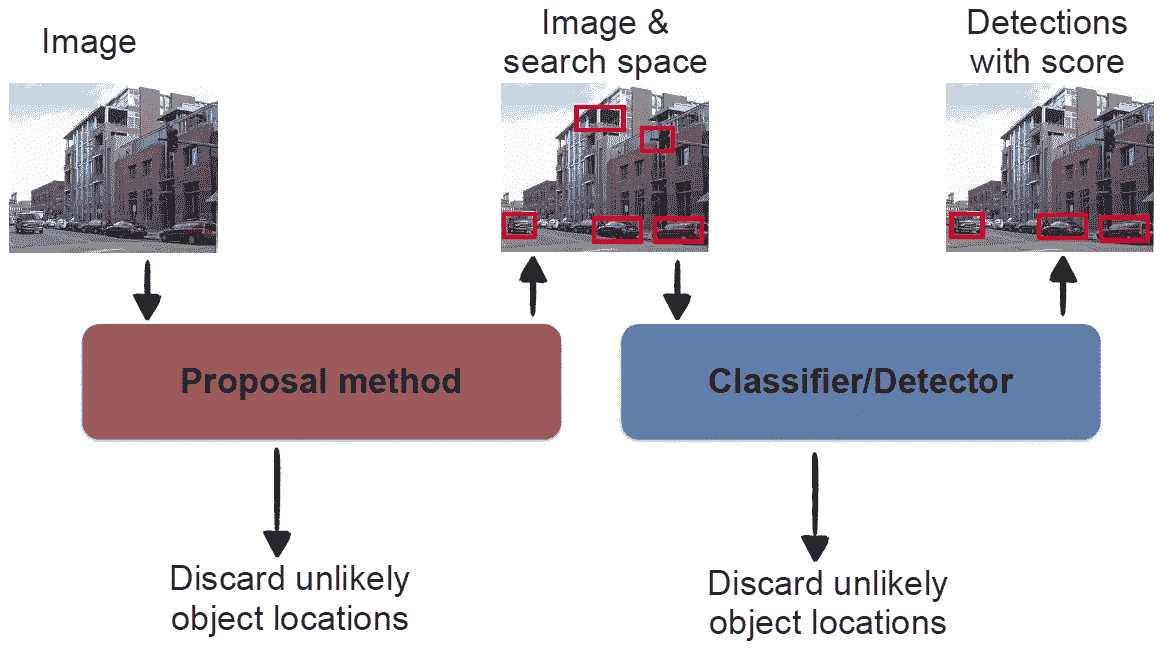 Image
Image &
search space
Detections
with score
Proposal method
Classifier/Detector
Discard unlikely
object locations
Discard unlikely
object locations